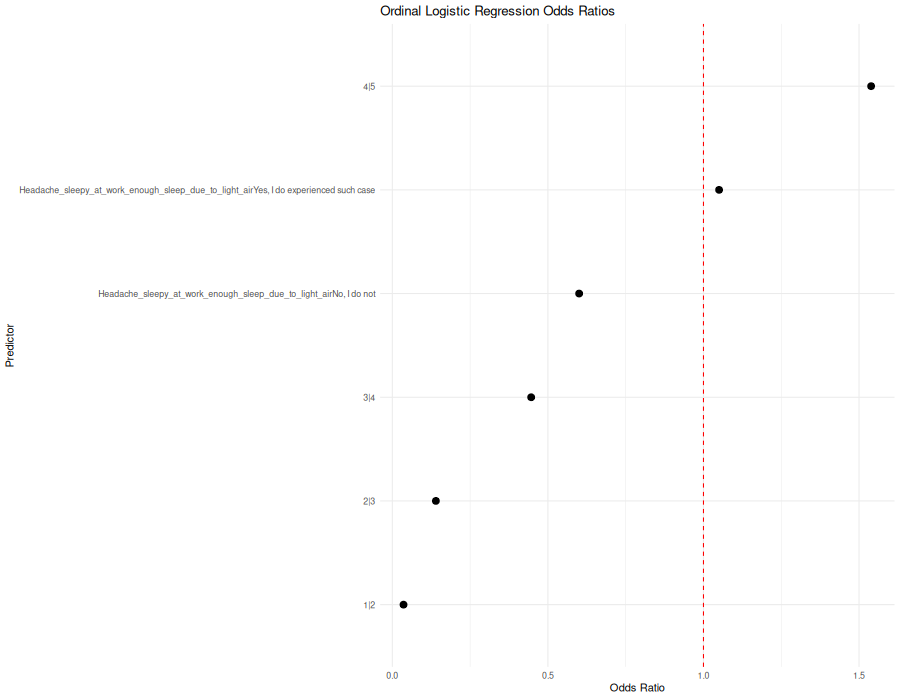 Ordinal Logistic Regression Odds Ratios
Predictor
4|5
Headache_sleepy_at_work_enough_sleep_due_to_light_airYes, I do experienced such case
Headache_sleepy_at_work_enough_sleep_due_to_light_airNo, I do not
3|4
2|3
1|2
0.0 0.5 1.0 1.5
Odds Ratio